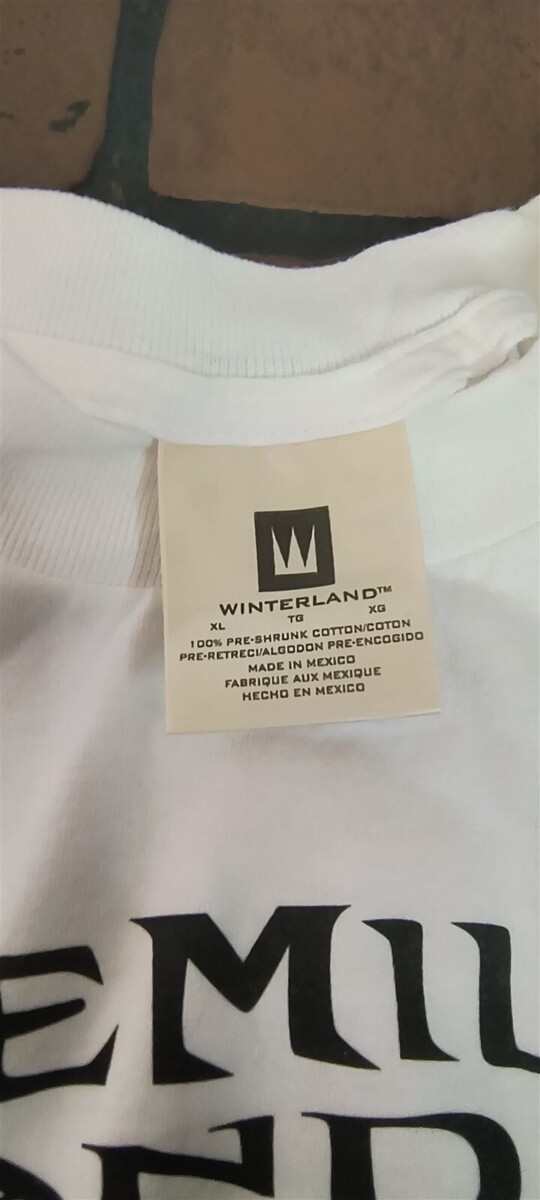 W
WINTERLAND™
XL TG XG
100% PRE-SHRUNK COTTON/COTON
PRE-RETRECI/ALGODON PRE-ENCOGIDO
MADE IN MEXICO
FABRIQUE AUX MEXIQUE
HECHO EN MEXICO
EMIL